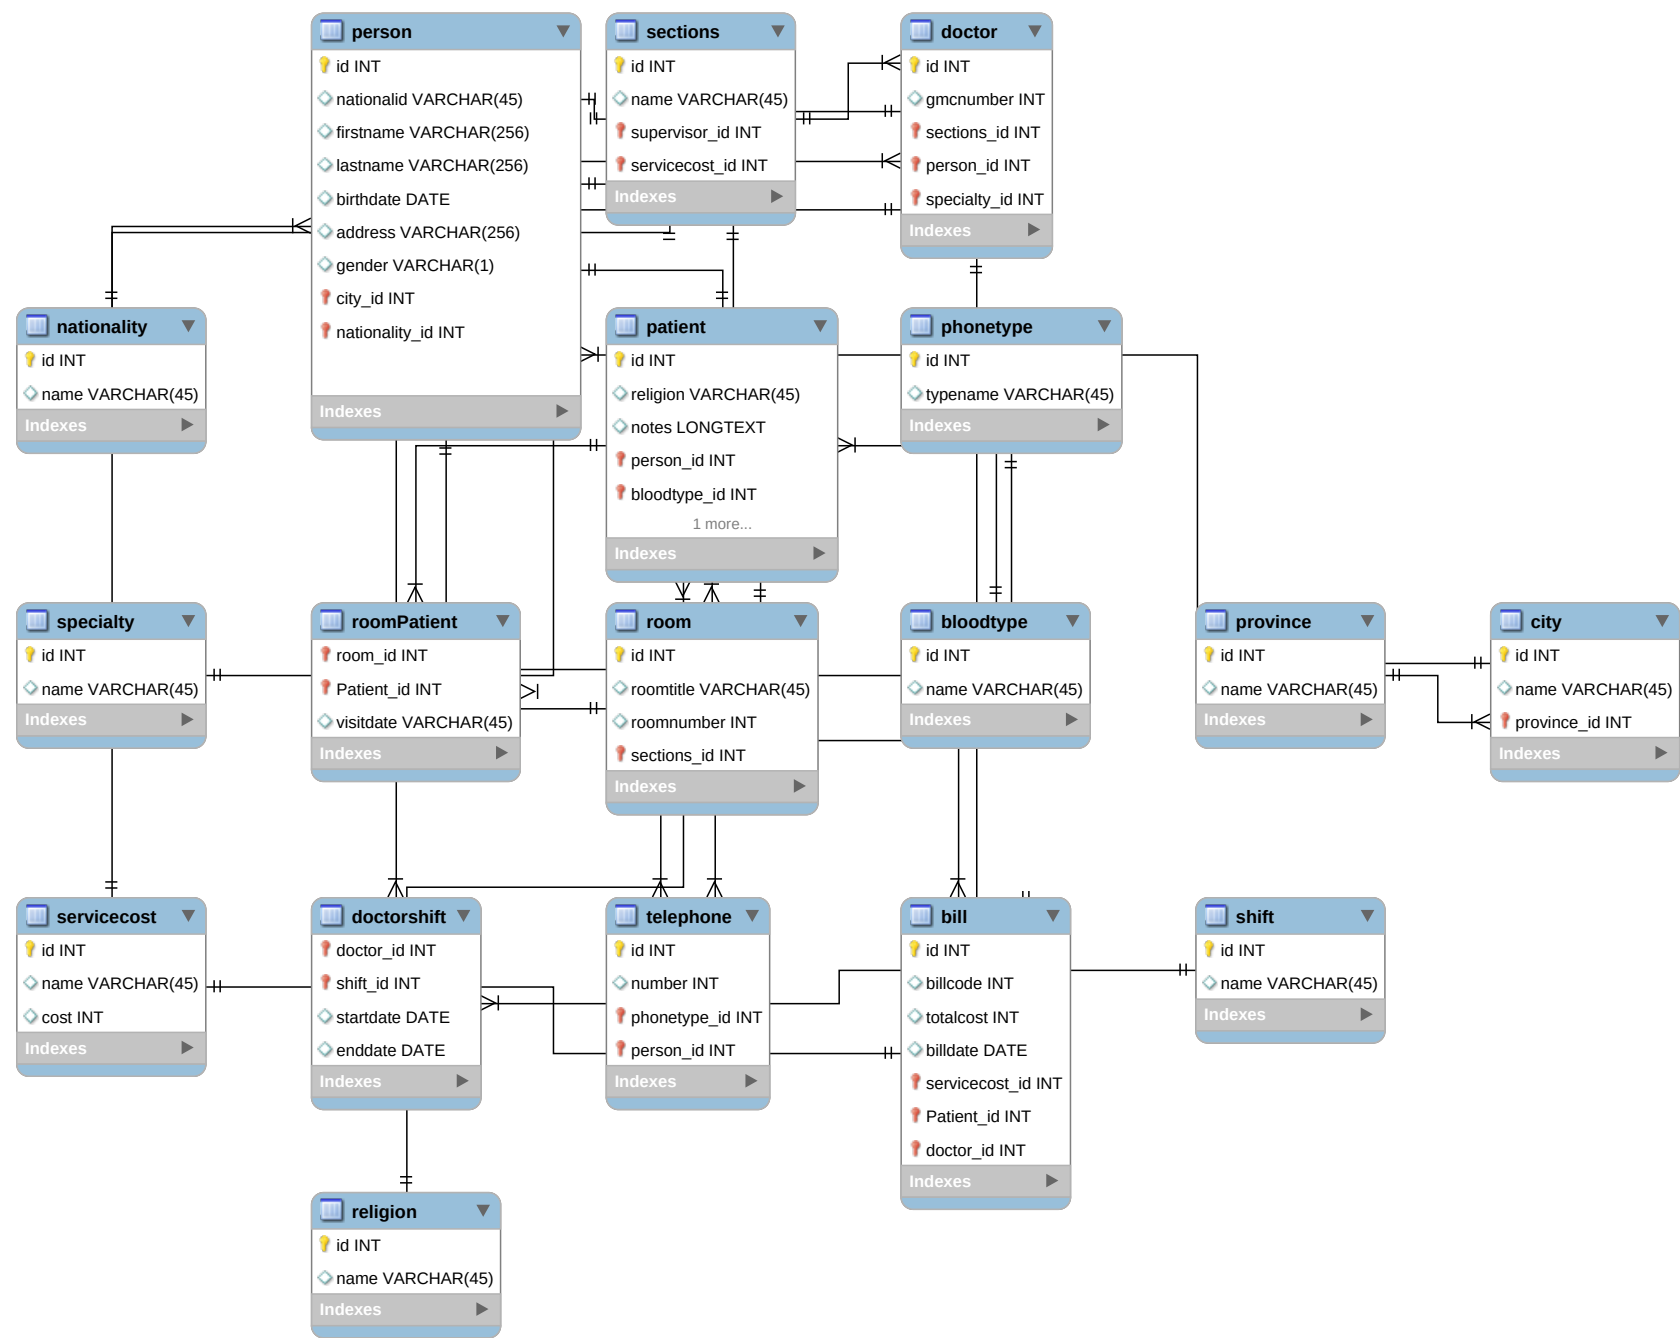 person
id INT
nationalid VARCHAR(45)
firstname VARCHAR(256)
lastname VARCHAR(256)
birthdate DATE
address VARCHAR(256)
gender VARCHAR(1)
city_id INT
nationality_id INT
Indexes
sections
id INT
name VARCHAR(45)
supervisor_id INT
servicecost_id INT
Indexes
doctor
id INT
gmcnumber INT
sections_id INT
person_id INT
specialty_id INT
Indexes
nationality
id INT
name VARCHAR(45)
Indexes
patient
id INT
religion VARCHAR(45)
notes LONGTEXT
person_id INT
bloodtype_id INT
1 more...
Indexes
phonetype
id INT
typename VARCHAR(45)
Indexes
specialty
id INT
name VARCHAR(45)
Indexes
roomPatient
room_id INT
Patient_id INT
visitdate VARCHAR(45)
Indexes
room
id INT
roomtitle VARCHAR(45)
roomnumber INT
sections_id INT
Indexes
bloodtype
id INT
name VARCHAR(45)
Indexes
province
id INT
name VARCHAR(45)
Indexes
city
id INT
name VARCHAR(45)
province_id INT
Indexes
servicecost
id INT
name VARCHAR(45)
cost INT
Indexes
doctorshift
doctor_id INT
shift_id INT
startdate DATE
enddate DATE
Indexes
telephone
id INT
number INT
phonetype_id INT
person_id INT
Indexes
bill
id INT
billcode INT
totalcost INT
billdate DATE
servicecost_id INT
Patient_id INT
doctor_id INT
Indexes
shift
id INT
name VARCHAR(45)
Indexes
religion
id INT
name VARCHAR(45)
Indexes